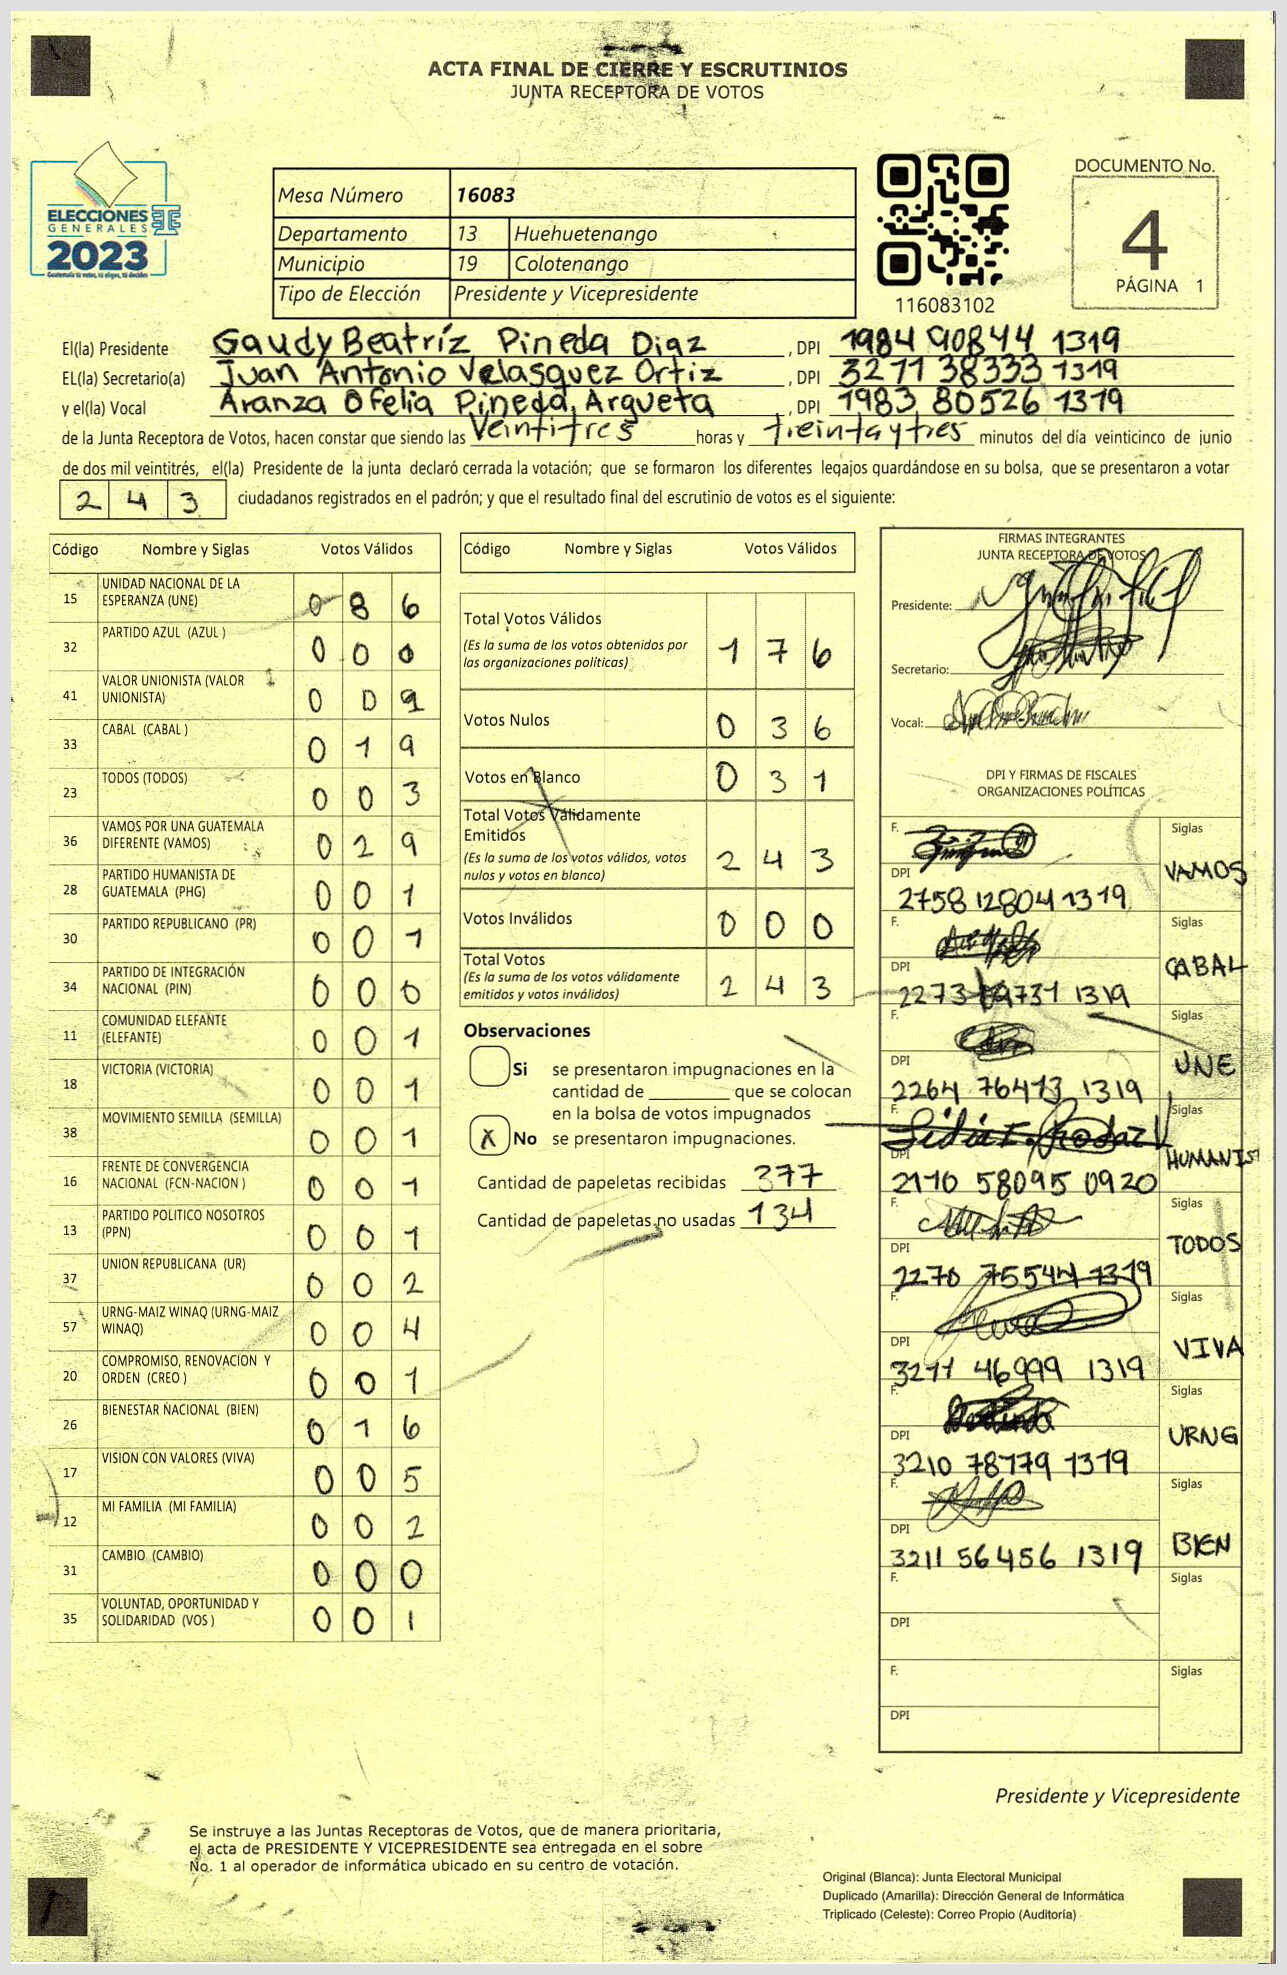 ACTA FINAL DE CIERRE Y ESCRUTINIOS
JUNTA RECEPTORA DE VOTOS
ELECCIONES
GENERALES
2023
Mesa Número 16083
Departamento 13 Huehuetenango
Municipio 19 Colotenango
Tipo de Elección Presidente y Vicepresidente
116083102
DOCUMENTO No.
4
PÁGINA 1
El(la) Presidente Gaudy Beatríz Pineda Diaz, DPI 1984 90844 1319
EL(la) Secretario(a) Juan Antonio Velasquez Ortiz, DPI 3271 38333 1319
y el(la) Vocal Aranza Ofelia Pineda Argueta, DPI 1983 80526 1319
de la Junta Receptora de Votos, hacen constar que siendo las Veintitres horas y treinta y tres minutos del día veinticinco de junio
de dos mil veintitrés, el(la) Presidente de la junta declaró cerrada la votación; que se formaron los diferentes legajos quardándose en su bolsa, que se presentaron a votar
2 4 3 ciudadanos registrados en el padrón; y que el resultado final del escrutinio de votos es el siguiente:
Código Nombre y Siglas Votos Válidos
15 UNIDAD NACIONAL DE LA ESPERANZA (UNE) 0 8 6
32 PARTIDO AZUL (AZUL ) 0 0 0
41 VALOR UNIONISTA (VALOR UNIONISTA) 0 0
33 CABAL (CABAL ) 0 1 9
23 TODOS (TODOS) 0 0 3
36 VAMOS POR UNA GUATEMALA DIFERENTE (VAMOS) 0 2 9
28 PARTIDO HUMANISTA DE GUATEMALA (PHG) 0 0 1
30 PARTIDO REPUBLICANO (PR) 0 0 1
34 PARTIDO DE INTEGRACIÓN NACIONAL (PIN) 0 0 0
11 COMUNIDAD ELEFANTE (ELEFANTE) 0 0 1
18 VICTORIA (VICTORIA) 0 0 1
38 MOVIMIENTO SEMILLA (SEMILLA) 0 0 1
16 FRENTE DE CONVERGENCIA NACIONAL (FCN-NACION ) 0 0 1
13 PARTIDO POLITICO NOSOTROS (PPN) 0 0 1
37 UNION REPUBLICANA (UR) 0 0 2
57 URNG-MAIZ WINAQ (URNG-MAIZ WINAQ) 0 0 4
20 COMPROMISO, RENOVACION Y ORDEN (CREO ) 0 0 1
26 BIENESTAR NACIONAL (BIEN) 0 1 6
17 VISION CON VALORES (VIVA) 0 0 5
12 MI FAMILIA (MI FAMILIA) 0 0 2
31 CAMBIO (CAMBIO) 0 0 0
35 VOLUNTAD, OPORTUNIDAD Y SOLIDARIDAD (VOS ) 0 0 1
Código Nombre y Siglas Votos Válidos
Total Votos Válidos 1 7 6
(Es la suma de los votos obtenidos por
las organizaciones políticas)
Votos Nulos 0 3 6
Votos en Blanco 0 3 1
Total Votos Válidamente
Emitidos 2 4 3
(Es la suma de los votos válidos, votos
nulos y votos en blanco)
Votos Inválidos 0 0 0
Total Votos 2 4 3
(Es la suma de los votos válidamente
emitidos y votos inválidos)
Observaciones
Si se presentaron impugnaciones en la
cantidad de que se colocan
en la bolsa de votos impugnados
X No se presentaron impugnaciones.
Cantidad de papeletas recibidas 377
Cantidad de papeletas no usadas 134
FIRMAS INTEGRANTES
JUNTA RECEPTORA DE VOTOS
Presidente:
Secretario:
Vocal:
DPI Y FIRMAS DE FISCALES
ORGANIZACIONES POLÍTICAS
F. Siglas
VAMOS
DPI
2758 12804 1319
F. Siglas
CABAL
DPI
2273 1319
F. Siglas
UNE
DPI
2264 76473 1319
F. Siglas
HUMANIST
DPI
2170 58095 0920
F. Siglas
TODOS
DPI
2270 75544 1319
F. Siglas
VIVA
DPI
3211 46999 1319
F. Siglas
URNG
DPI
3210 78779 1319
F. Siglas
BIEN
DPI
3211 56456 1319
F. Siglas
DPI
F. Siglas
DPI
Presidente y Vicepresidente
Se instruye a las Juntas Receptoras de Votos, que de manera prioritaria,
el acta de PRESIDENTE Y VICEPRESIDENTE sea entregada en el sobre
No. 1 al operador de informática ubicado en su centro de votación.
Original (Blanca): Junta Electoral Municipal
Duplicado (Amarilla): Dirección General de Informática
Triplicado (Celeste): Correo Propio (Auditoría)